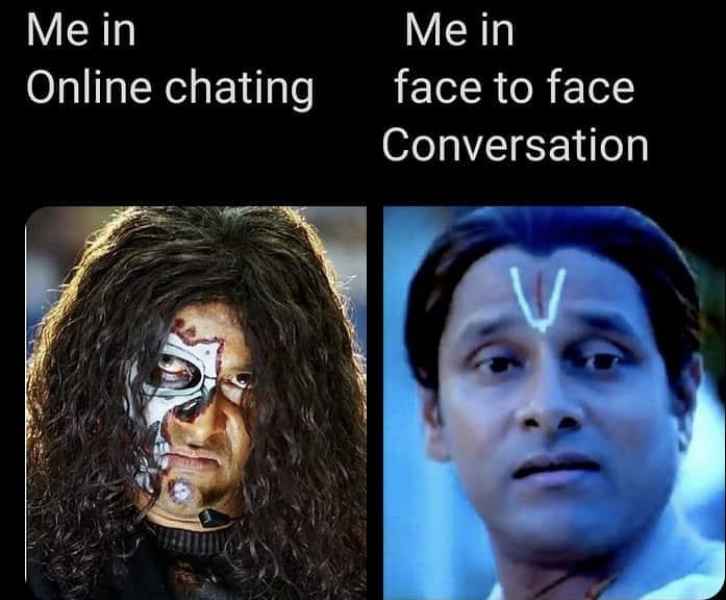 Me in
Online chating
Me in
face to face
Conversation